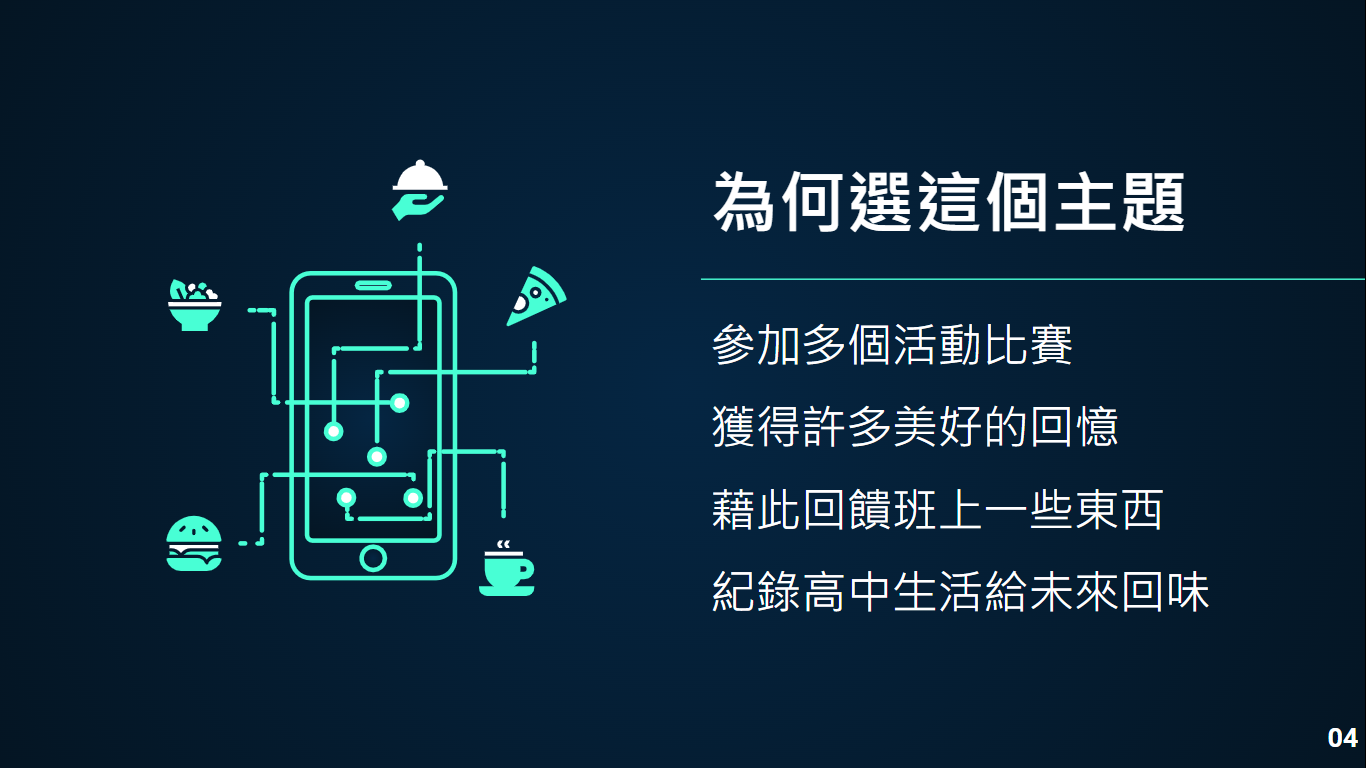 為何選這個主題
參加多個活動比賽
獲得許多美好的回憶
藉此回饋班上一些東西
紀錄高中生活給未來回味
04